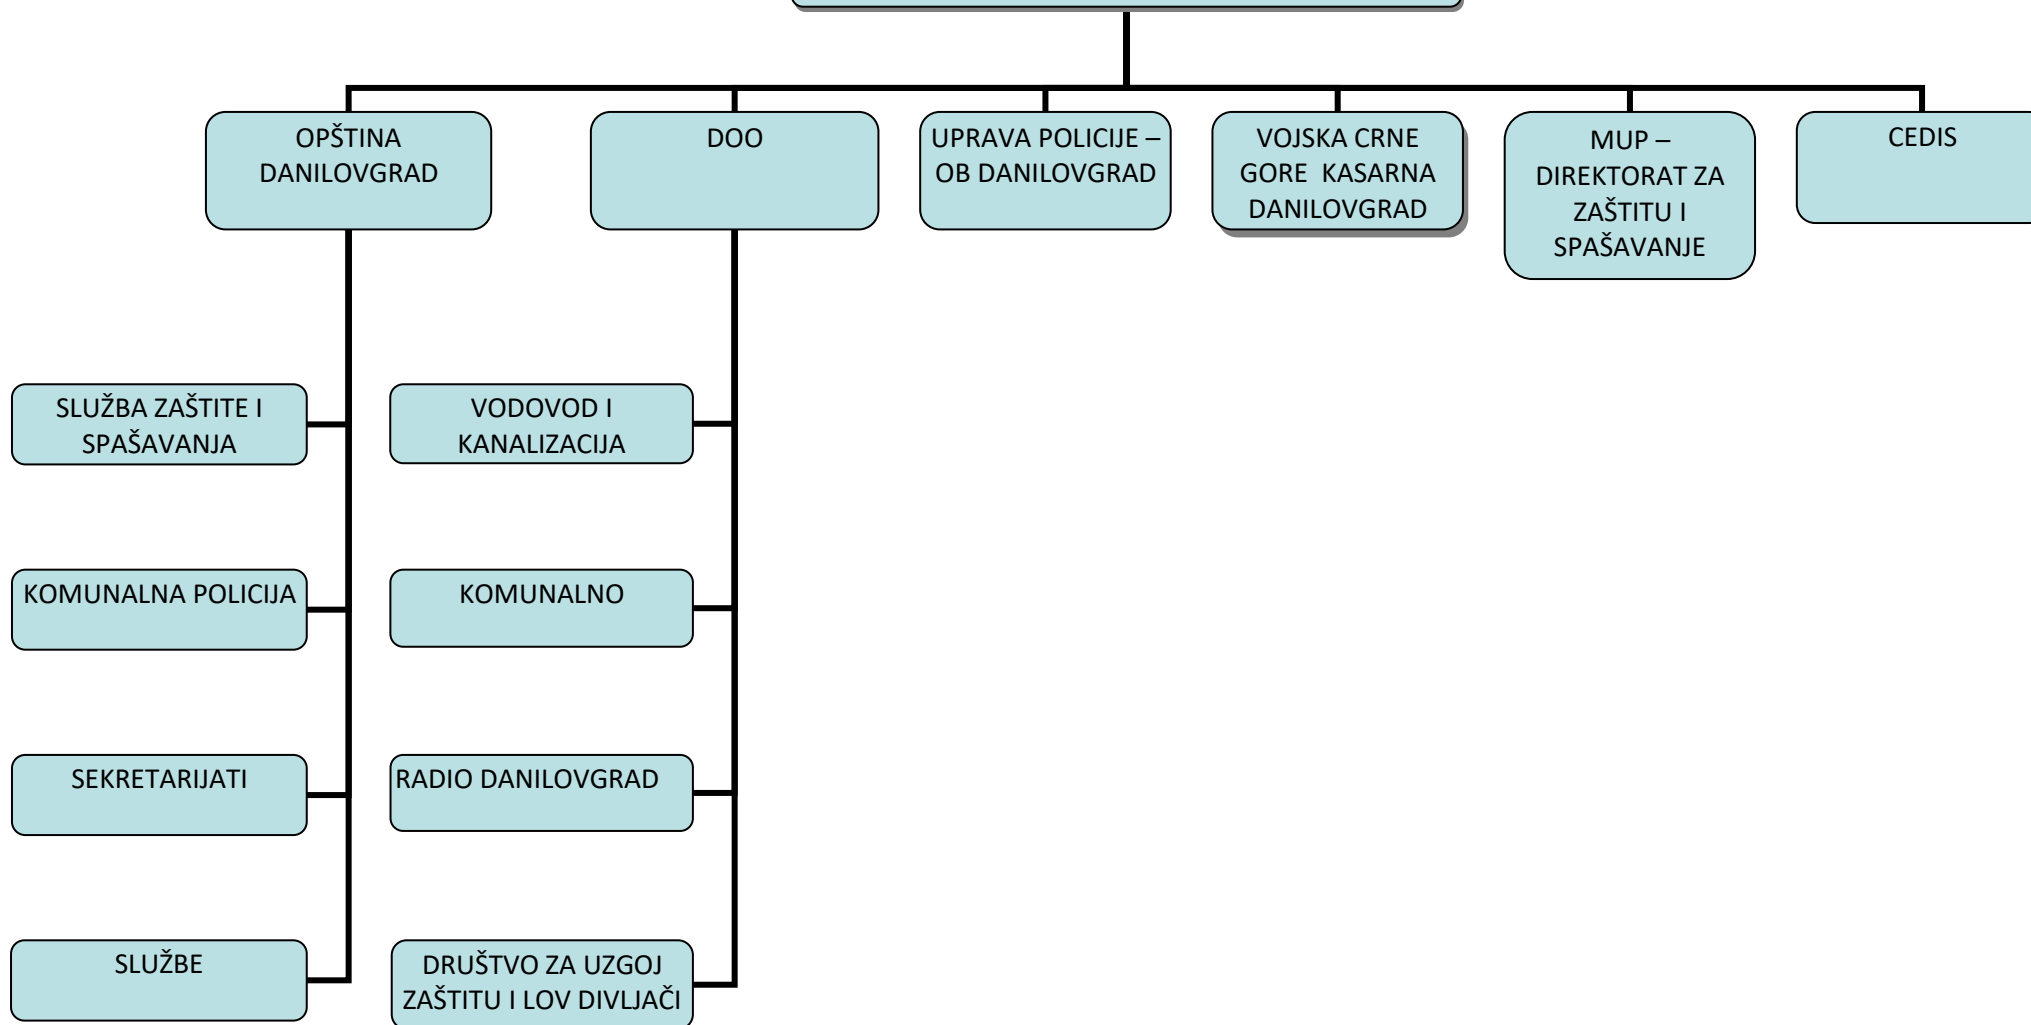 OPŠTINA
DANILOVGRAD
DOO
UPRAVA POLICIJE –
OB DANILOVGRAD
VOJSKA CRNE
GORE  KASARNA
DANILOVGRAD
MUP –
DIREKTORAT ZA
ZAŠTITU I
SPAŠAVANJE
CEDIS
SLUŽBA ZAŠTITE I
SPAŠAVANJA
VODOVOD I
KANALIZACIJA
KOMUNALNA POLICIJA
KOMUNALNO
SEKRETARIJATI
RADIO DANILOVGRAD
SLUŽBE
DRUŠTVO ZA UZGOJ
ZAŠTITU I LOV DIVLJAČI